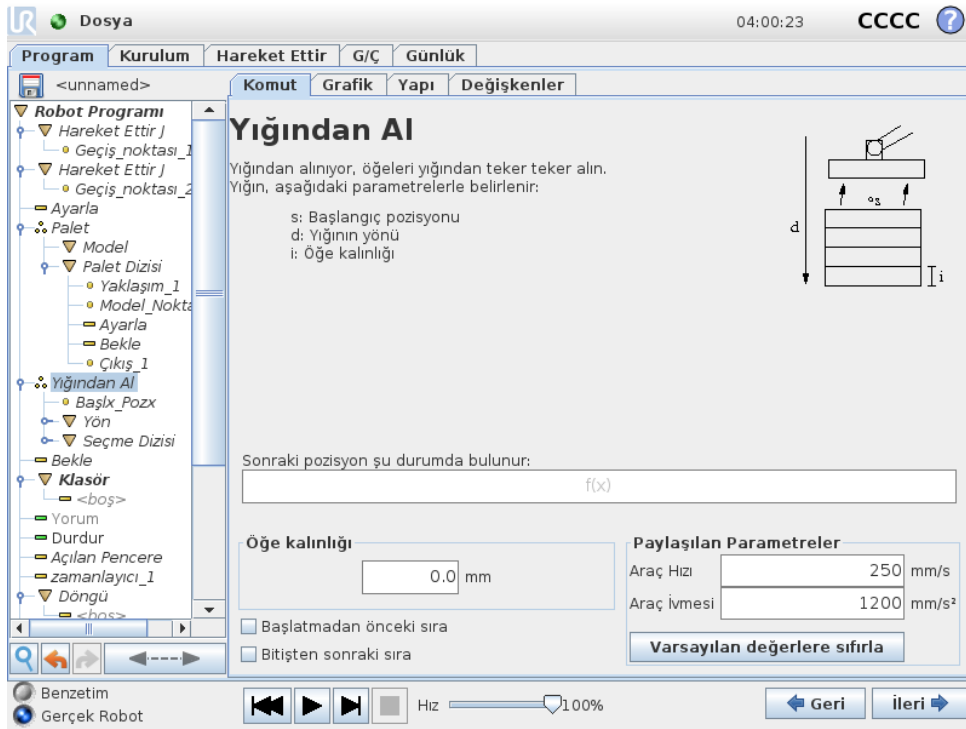 UR Dosya 04:00:23 CCCC ?
Program Kurulum Hareket Ettir G/Ç Günlük
<unnamed>
Komut Grafik Yapı Değişkenler
Robot Programı
Hareket Ettir J
Geçiş_noktası_1
Hareket Ettir J
Geçiş_noktası_2
Ayarla
Palet
Model
Palet Dizisi
Yaklaşım_1
Model_Nokta
Ayarla
Bekle
Çıkış_1
Yığından Al
Başlx_Pozx
Yön
Seçme Dizisi
Bekle
Klasör
<boş>
Yorum
Durdur
Açılan Pencere
zamanlayıcı_1
Döngü
<boş>
Yığından Al
Yığından alınıyor, öğeleri yığından teker teker alın.
Yığın, aşağıdaki parametrelerle belirlenir:
s: Başlangıç pozisyonu
d: Yığının yönü
i: Öğe kalınlığı
s
d
i
Sonraki pozisyon şu durumda bulunur:
f(x)
Öğe kalınlığı
0.0 mm
Başlatmadan önceki sıra
Bitişten sonraki sıra
Paylaşılan Parametreler
Araç Hızı 250 mm/s
Araç İvmesi 1200 mm/s²
Varsayılan değerlere sıfırla
Benzetim
Gerçek Robot
Hız 100%
Geri İleri